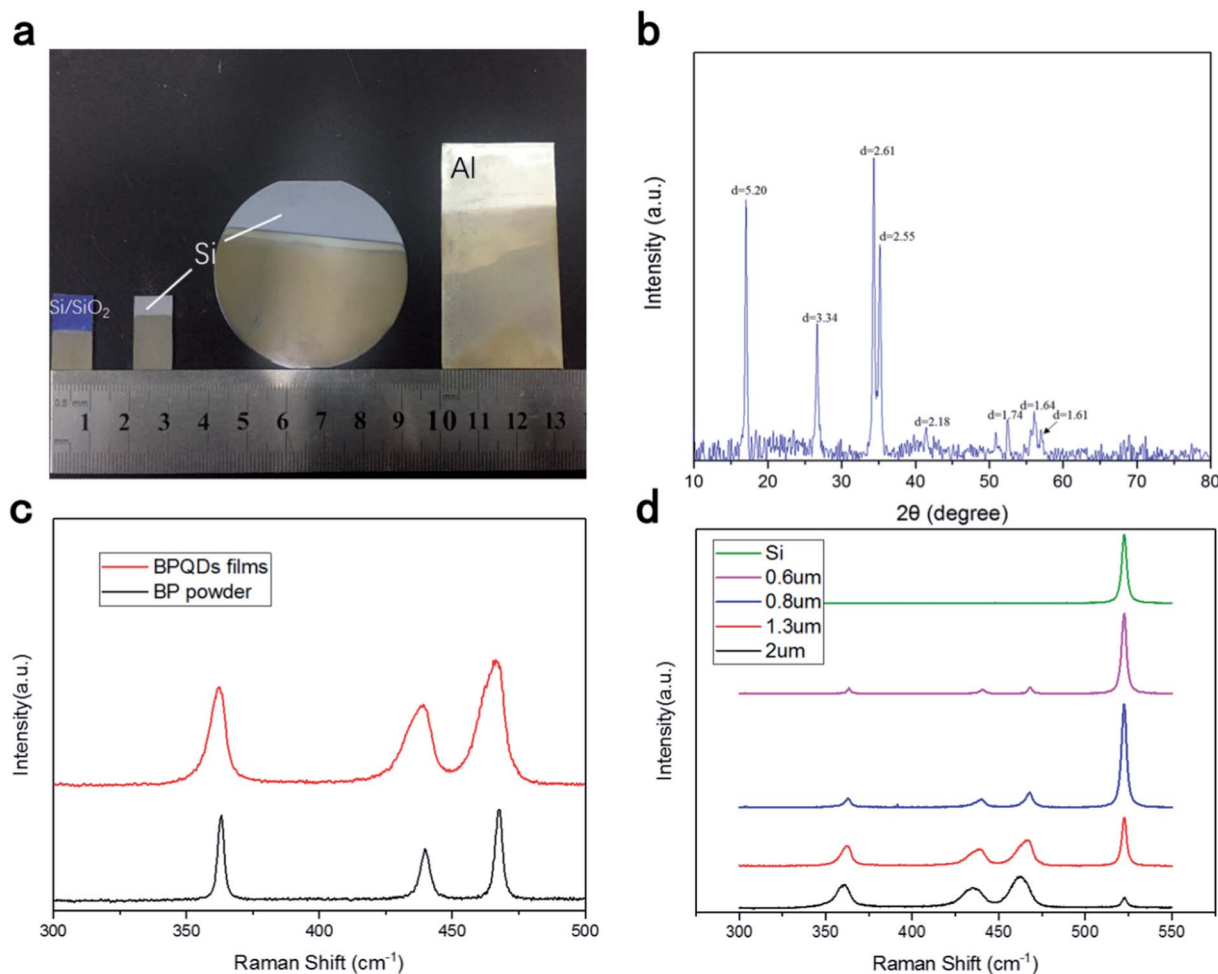 a
Al
Si
Si/SiO₂
0.5 mm
1 2 3 4 5 6 7 8 9 10 11 12 13
mm
b
Intensity (a.u.)
d=5.20
d=3.34
d=2.61
d=2.55
d=2.18
d=1.74
d=1.64
d=1.61
10 20 30 40 50 60 70 80
2θ (degree)
c
BPQDs films
BP powder
Intensity(a.u.)
300 350 400 450 500
Raman Shift (cm⁻¹)
d
Si
0.6um
0.8um
1.3um
2um
Intensity(a.u.)
300 350 400 450 500 550
Raman Shift (cm⁻¹)